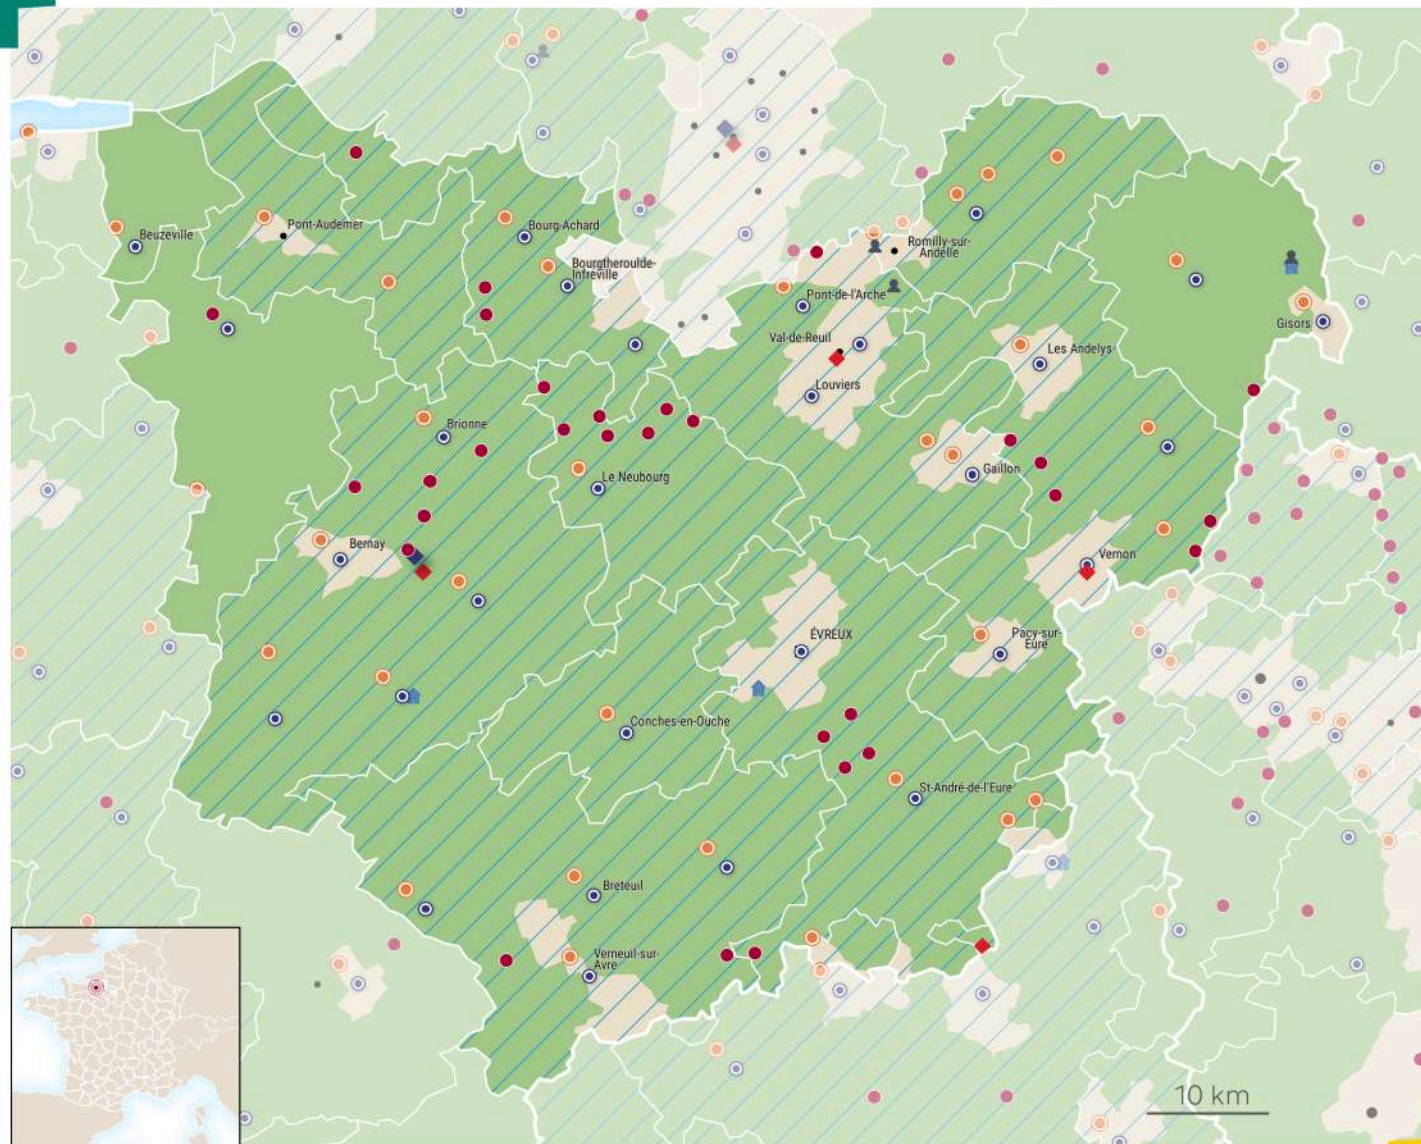 Pont-Audemer
Beuzeville
Bourg-Achard
Bourgtheroulde-
Infreville
Romilly-sur-
Andelle
Pont-de-l'Arche
Gisors
Val-de-Reuil
Les Andelys
Louviers
Brionne
Gaillon
Le Neubourg
Bernay
Vernon
ÉVREUX
Pacy-sur-
Eure
Conches-en-Ouche
St-André-de-l'Eure
Breteuil
Verneuil-sur-
Avre
10 km